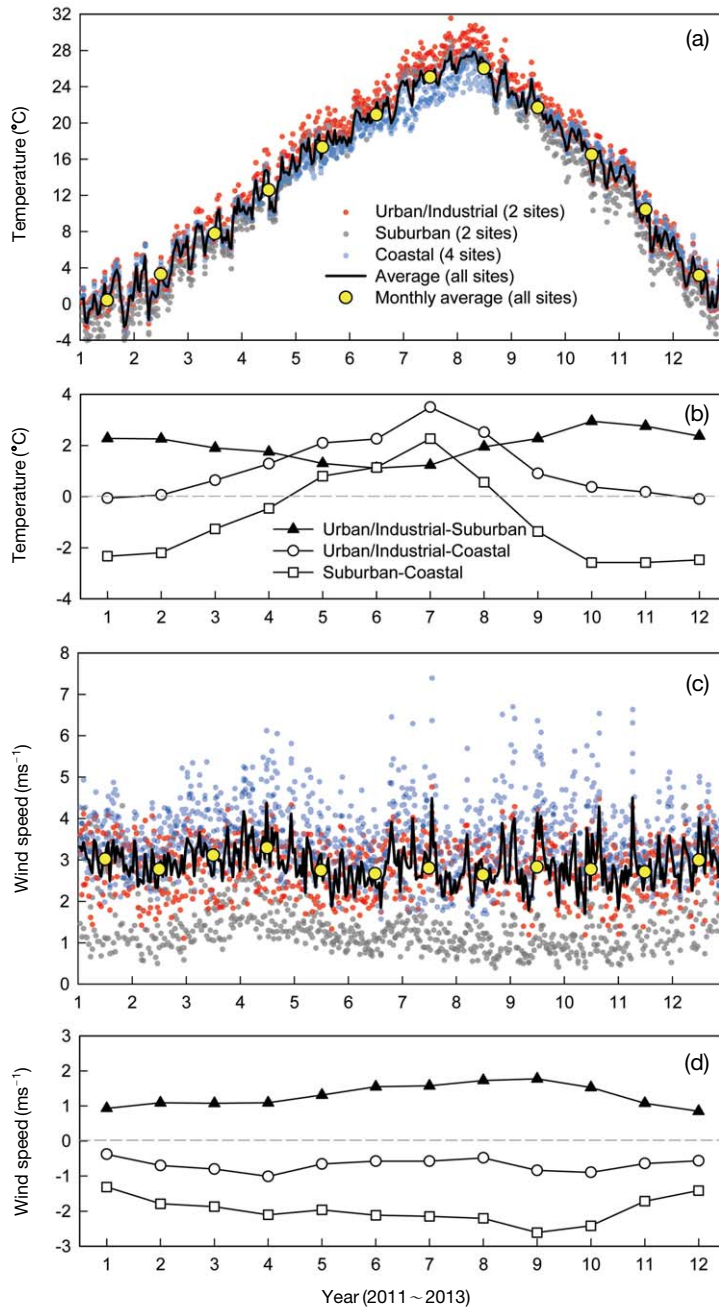 (a)
Temperature (°C)
32
28
24
20
16
12
8
4
0
-4
Urban/Industrial (2 sites)
Suburban (2 sites)
Coastal (4 sites)
Average (all sites)
Monthly average (all sites)
1 2 3 4 5 6 7 8 9 10 11 12
(b)
Temperature (°C)
4
2
0
-2
-4
Urban/Industrial-Suburban
Urban/Industrial-Coastal
Suburban-Coastal
1 2 3 4 5 6 7 8 9 10 11 12
(c)
Wind speed (ms⁻¹)
8
7
6
5
4
3
2
1
0
1 2 3 4 5 6 7 8 9 10 11 12
(d)
Wind speed (ms⁻¹)
3
2
1
0
-1
-2
-3
1 2 3 4 5 6 7 8 9 10 11 12
Year (2011~2013)